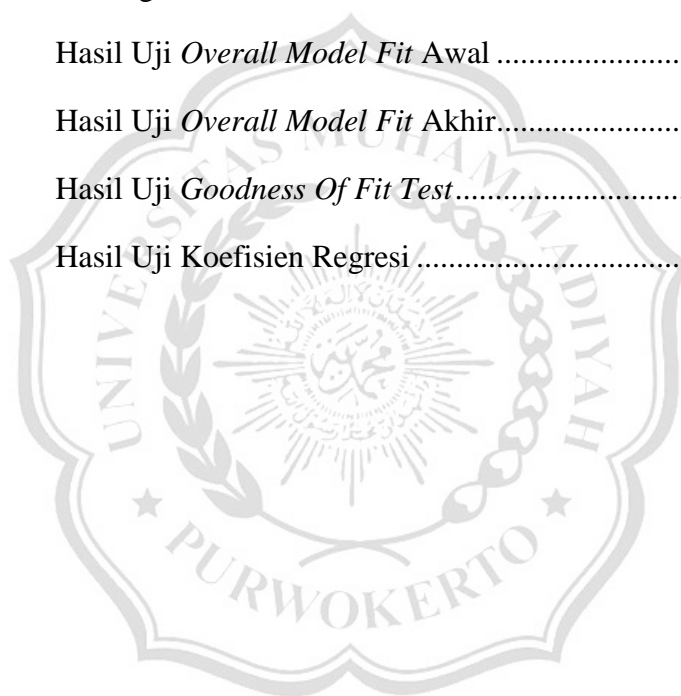 Hasil Uji Overall Model Fit Awal ........................
Hasil Uji Overall Model Fit Akhir........................
Hasil Uji Goodness Of Fit Test.............................
Hasil Uji Koefisien Regresi ..................................
UNIVERSITAS MUHAMMADIYAH
PURWOKERTO